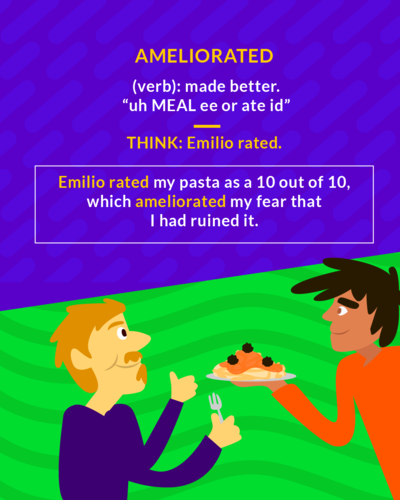 AMELIORATED
(verb): made better.
“uh MEAL ee or ate id”
THINK: Emilio rated.
Emilio rated my pasta as a 10 out of 10,
which ameliorated my fear that
I had ruined it.